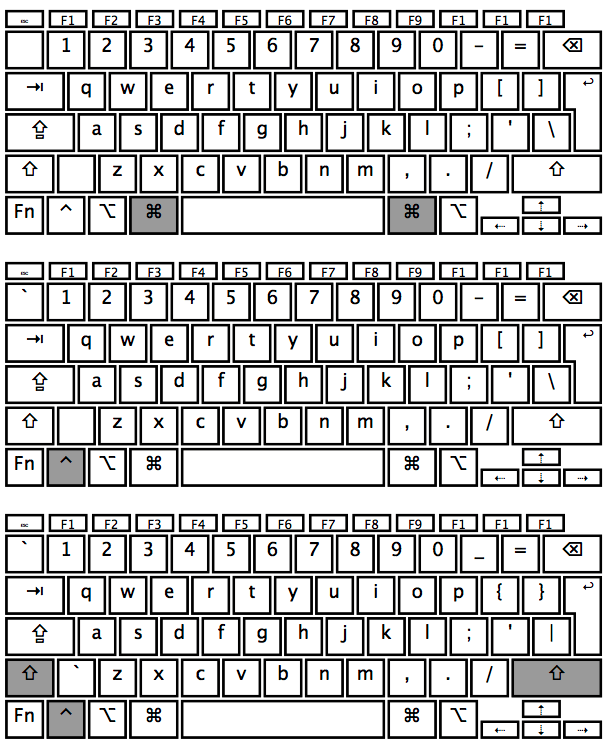 esc F1 F2 F3 F4 F5 F6 F7 F8 F9 F1 F1 F1
1 2 3 4 5 6 7 8 9 0 - = ⌫
⇥ q w e r t y u i o p [ ] ↩
⇪ a s d f g h j k l ; ' \
⇧ z x c v b n m , . / ⇧
Fn ^ ⌥ ⌘ ⌘ ⌥ ⇠ ⇡ ⇣ ⇢
esc F1 F2 F3 F4 F5 F6 F7 F8 F9 F1 F1 F1
` 1 2 3 4 5 6 7 8 9 0 - = ⌫
⇥ q w e r t y u i o p [ ] ↩
⇪ a s d f g h j k l ; ' \
⇧ z x c v b n m , . / ⇧
Fn ^ ⌥ ⌘ ⌘ ⌥ ⇠ ⇡ ⇣ ⇢
esc F1 F2 F3 F4 F5 F6 F7 F8 F9 F1 F1 F1
` 1 2 3 4 5 6 7 8 9 0 _ = ⌫
⇥ q w e r t y u i o p { } ↩
⇪ a s d f g h j k l ; ' |
⇧ ` z x c v b n m , . / ⇧
Fn ^ ⌥ ⌘ ⌘ ⌥ ⇠ ⇡ ⇣ ⇢